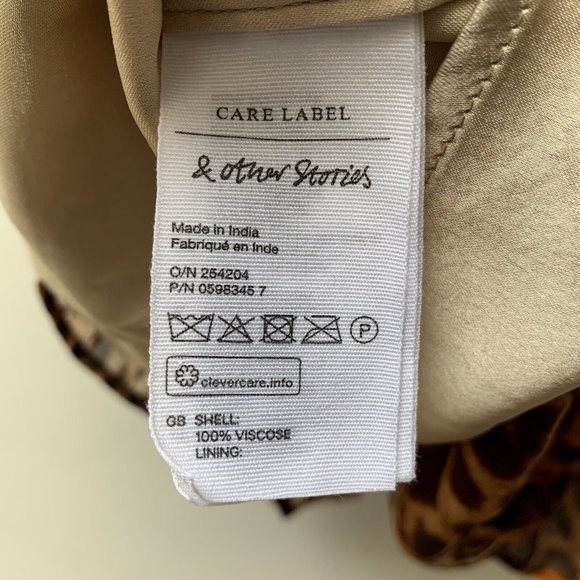 CARE LABEL
& other Stories
Made in India
Fabriqué en Inde
O/N 254204
P/N 0598345 7
P
clevercare.info
GB SHELL:
100% VISCOSE
LINING: